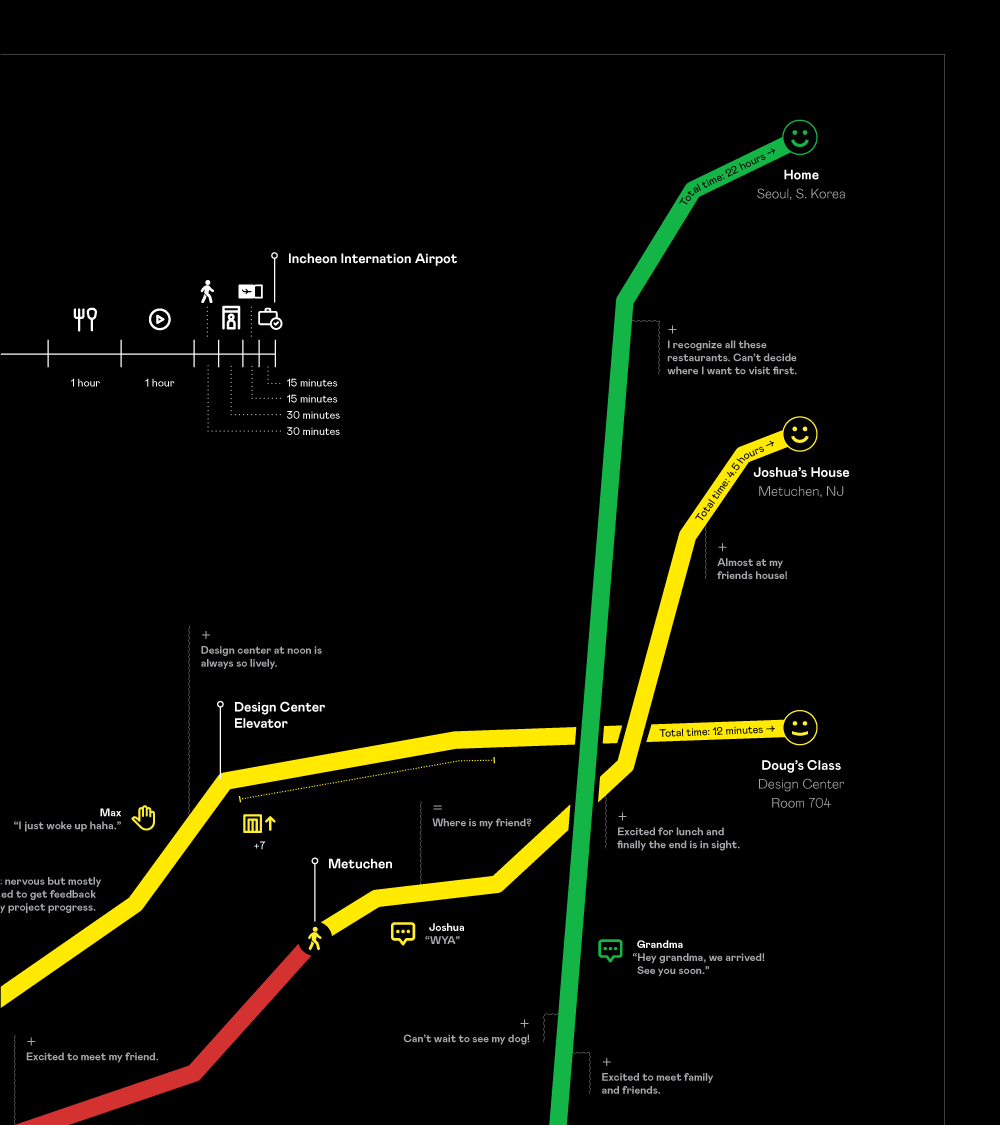 Total time: 22 hours →
Home
Seoul, S. Korea
Incheon Internation Airpot
1 hour
1 hour
15 minutes
15 minutes
30 minutes
30 minutes
+
I recognize all these
restaurants. Can't decide
where I want to visit first.
Total time: 4.5 hours →
Joshua's House
Metuchen, NJ
+
Almost at my
friends house!
+
Design center at noon is
always so lively.
Design Center
Elevator
Total time: 12 minutes →
Doug's Class
Design Center
Room 704
Max
"I just woke up haha."
+7
=
Where is my friend?
+
Excited for lunch and
finally the end is in sight.
Metuchen
nervous but mostly
ed to get feedback
y project progress.
Joshua
"WYA"
Grandma
"Hey grandma, we arrived!
See you soon."
+
Can't wait to see my dog!
+
Excited to meet my friend.
+
Excited to meet family
and friends.